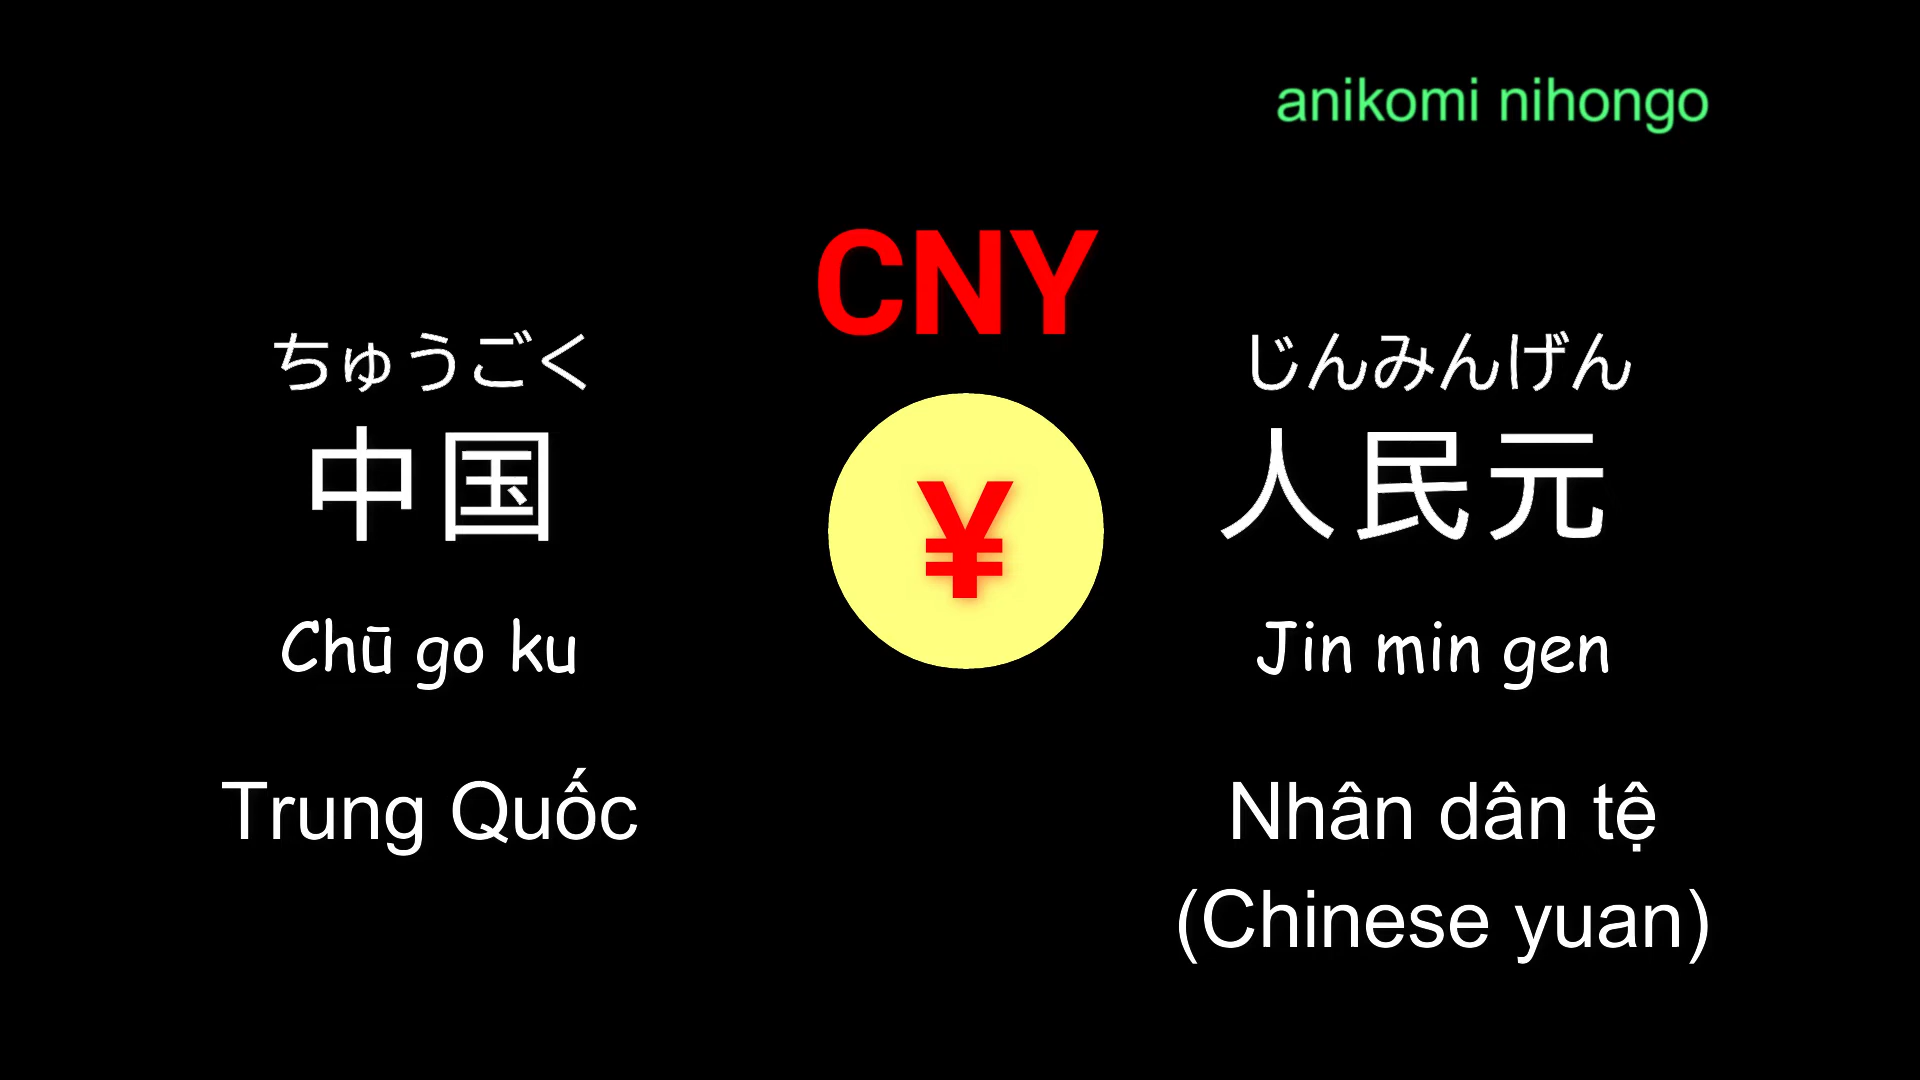 anikomi nihongo
CNY
ちゅうごく
中国
Chū go ku
Trung Quốc
¥
じんみんげん
人民元
Jin min gen
Nhân dân tệ
(Chinese yuan)